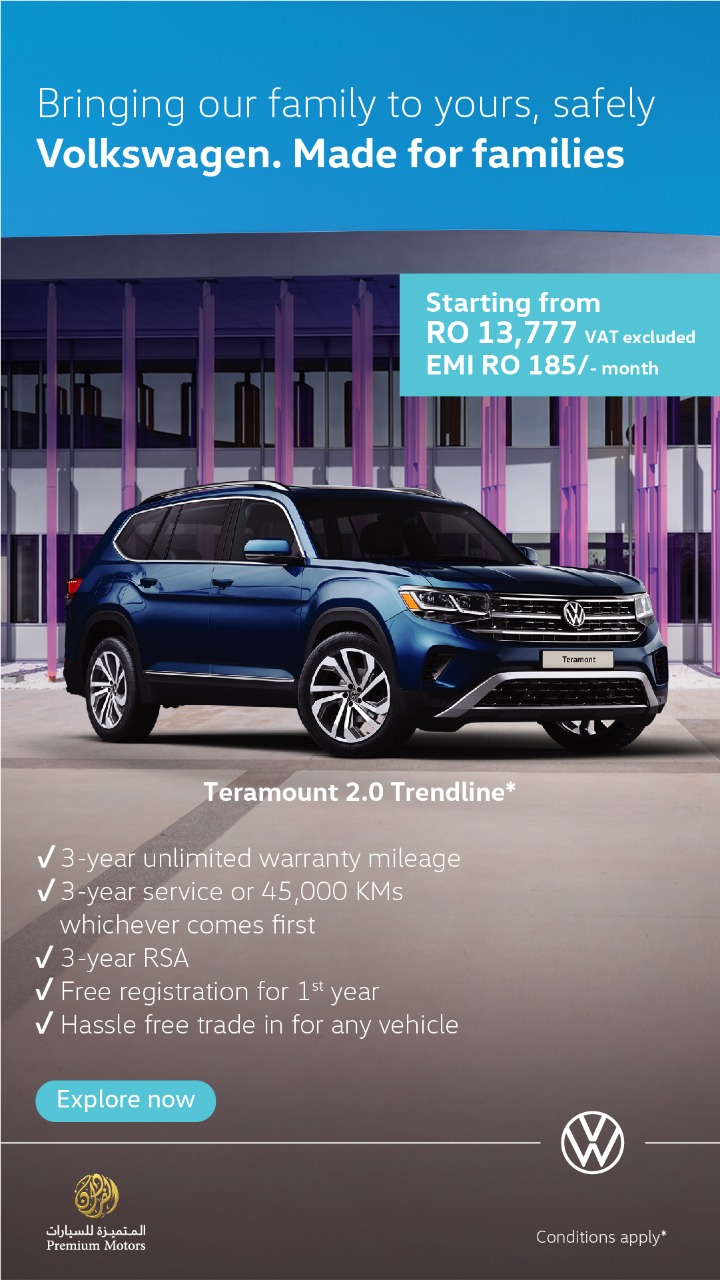 Bringing our family to yours, safely
Volkswagen. Made for families
Starting from
RO 13,777 VAT excluded
EMI RO 185/- month
Teramont
Teramount 2.0 Trendline*
✓ 3-year unlimited warranty mileage
✓ 3-year service or 45,000 KMs
whichever comes first
✓ 3-year RSA
✓ Free registration for 1st year
✓ Hassle free trade in for any vehicle
Explore now
المتميزة للسيارات
Premium Motors
Conditions apply*